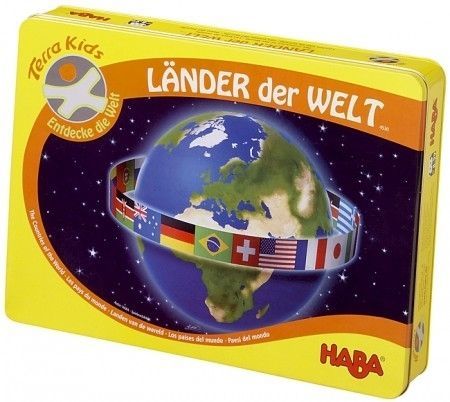 Terra Kids
Entdecke die Welt
LÄNDER der WELT
HABA
The Countries of the World · Les pays du monde · Landen van de wereld · Los países del mundo · Paesi del mondo
HABA